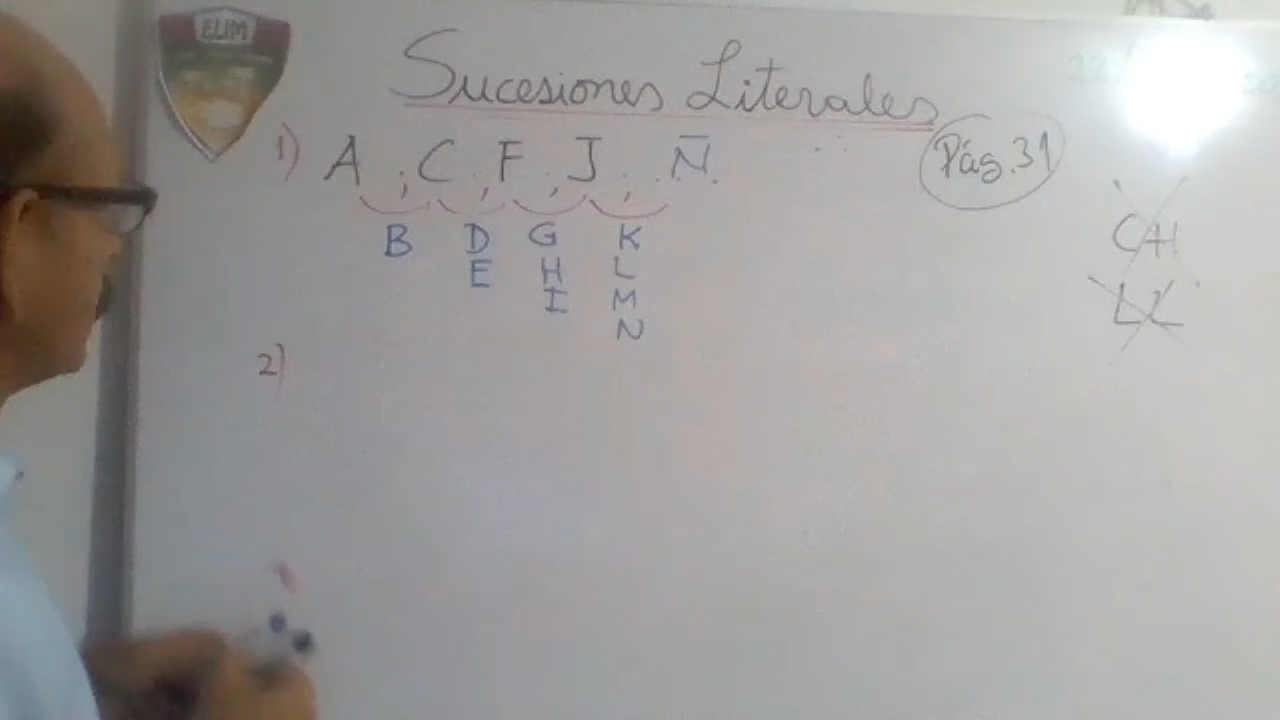 ELIM
Sucesiones Literales
1) A ; C , F , J , Ñ
Pág. 31
B D G K
E H L
I M
N
CH
LL
2)